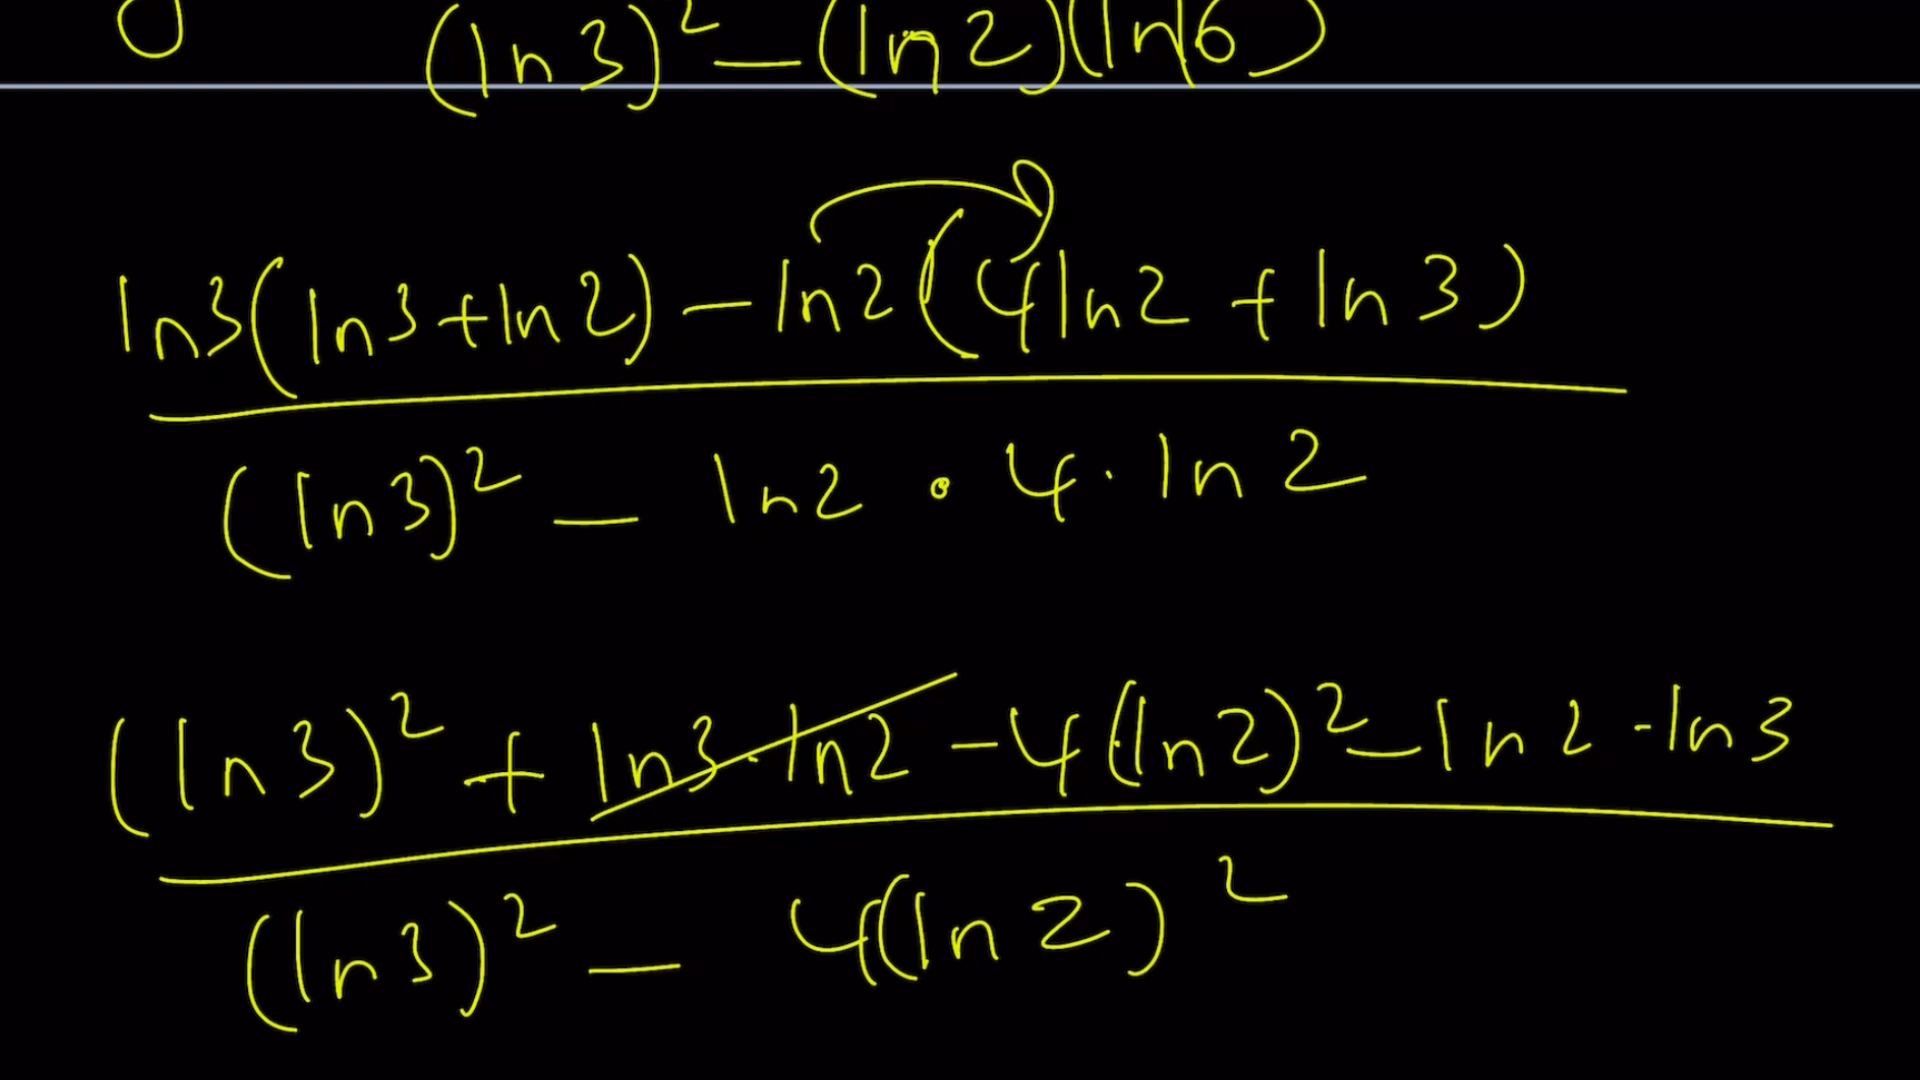 (ln3)² - (ln2)(ln16)
ln3(ln3+ln2) - ln2(4ln2 + ln3)
(ln3)² - ln2 · 4 · ln2
(ln3)² + ln3·ln2 - 4(ln2)² - ln2·ln3
(ln3)² - 4(ln2)²